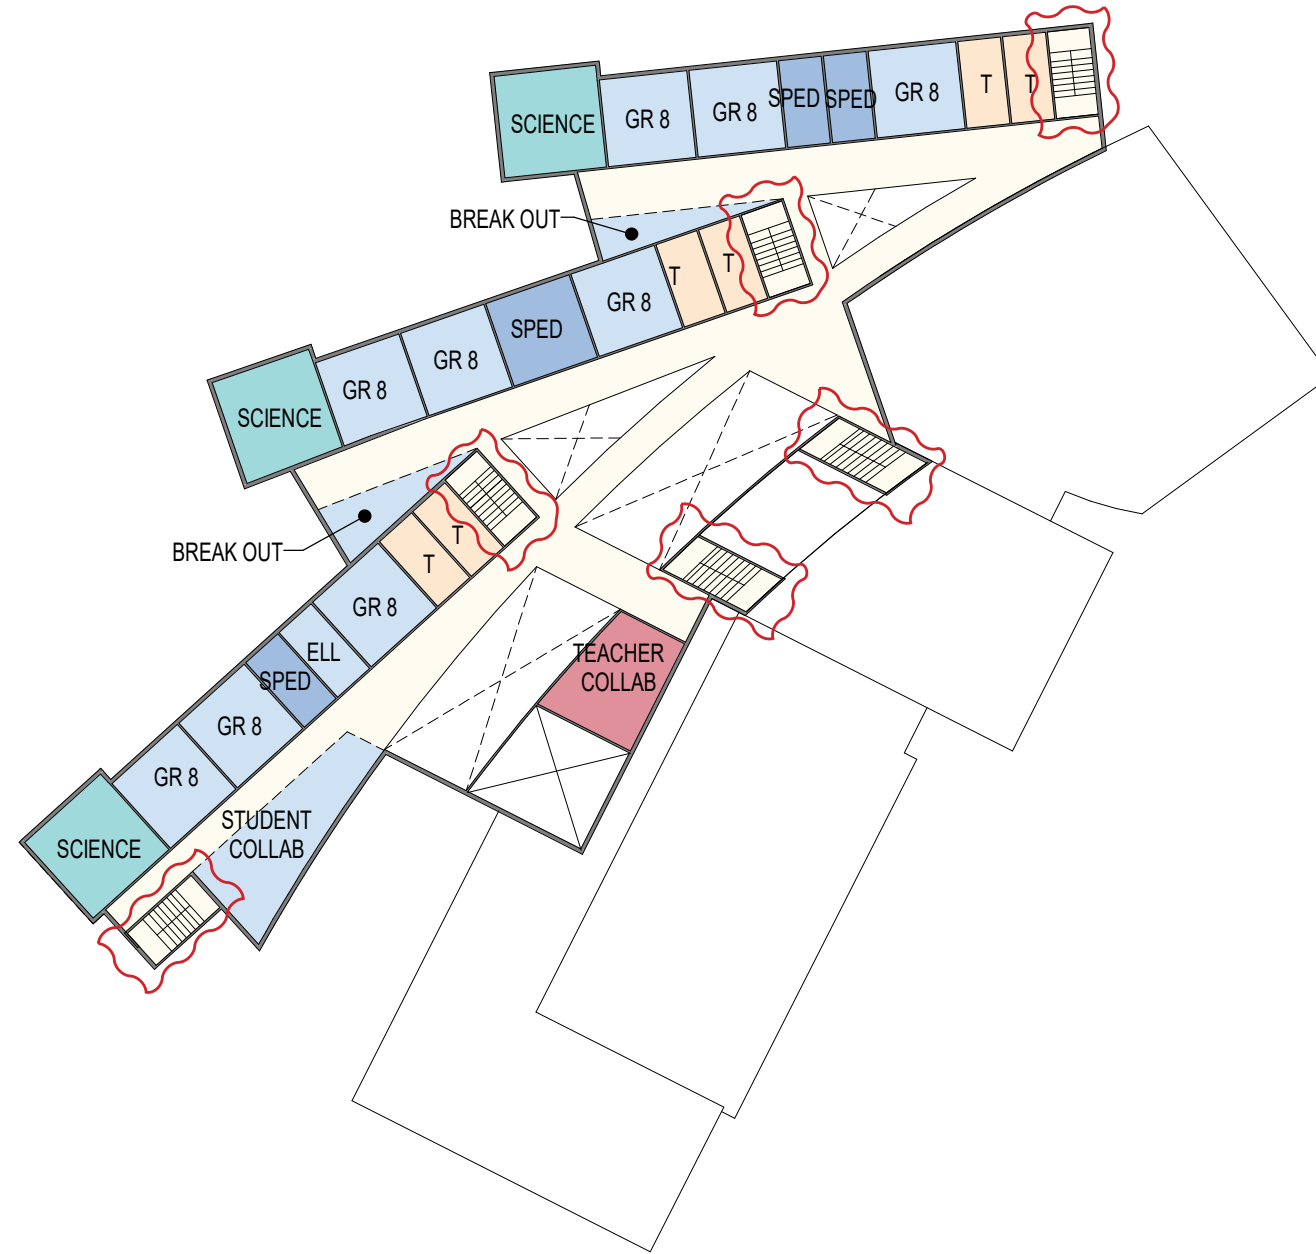 SCIENCE
GR 8
GR 8
SPED
SPED
GR 8
T
T
BREAK OUT
SCIENCE
GR 8
GR 8
SPED
GR 8
T
T
BREAK OUT
SCIENCE
GR 8
GR 8
SPED
ELL
GR 8
T
T
TEACHER
COLLAB
STUDENT
COLLAB